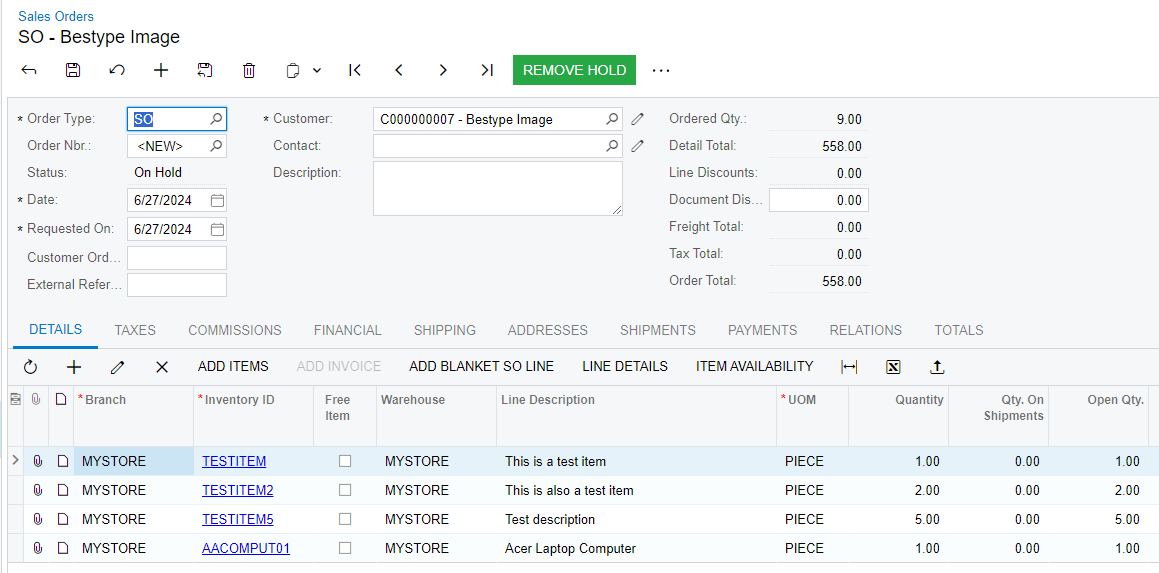 Sales Orders
SO - Bestype Image
REMOVE HOLD ...
* Order Type: SO * Customer: C000000007 - Bestype Image Ordered Qty.: 9.00
Order Nbr.: <NEW> Contact: Detail Total: 558.00
Status: On Hold Description: Line Discounts: 0.00
* Date: 6/27/2024 Document Dis... 0.00
* Requested On: 6/27/2024 Freight Total: 0.00
Customer Ord... Tax Total: 0.00
External Refer... Order Total: 558.00
DETAILS TAXES COMMISSIONS FINANCIAL SHIPPING ADDRESSES SHIPMENTS PAYMENTS RELATIONS TOTALS
ADD ITEMS ADD INVOICE ADD BLANKET SO LINE LINE DETAILS ITEM AVAILABILITY
* Branch * Inventory ID Free Item Warehouse Line Description * UOM Quantity Qty. On Shipments Open Qty.
MYSTORE TESTITEM MYSTORE This is a test item PIECE 1.00 0.00 1.00
MYSTORE TESTITEM2 MYSTORE This is also a test item PIECE 2.00 0.00 2.00
MYSTORE TESTITEM5 MYSTORE Test description PIECE 5.00 0.00 5.00
MYSTORE AACOMPUT01 MYSTORE Acer Laptop Computer PIECE 1.00 0.00 1.00